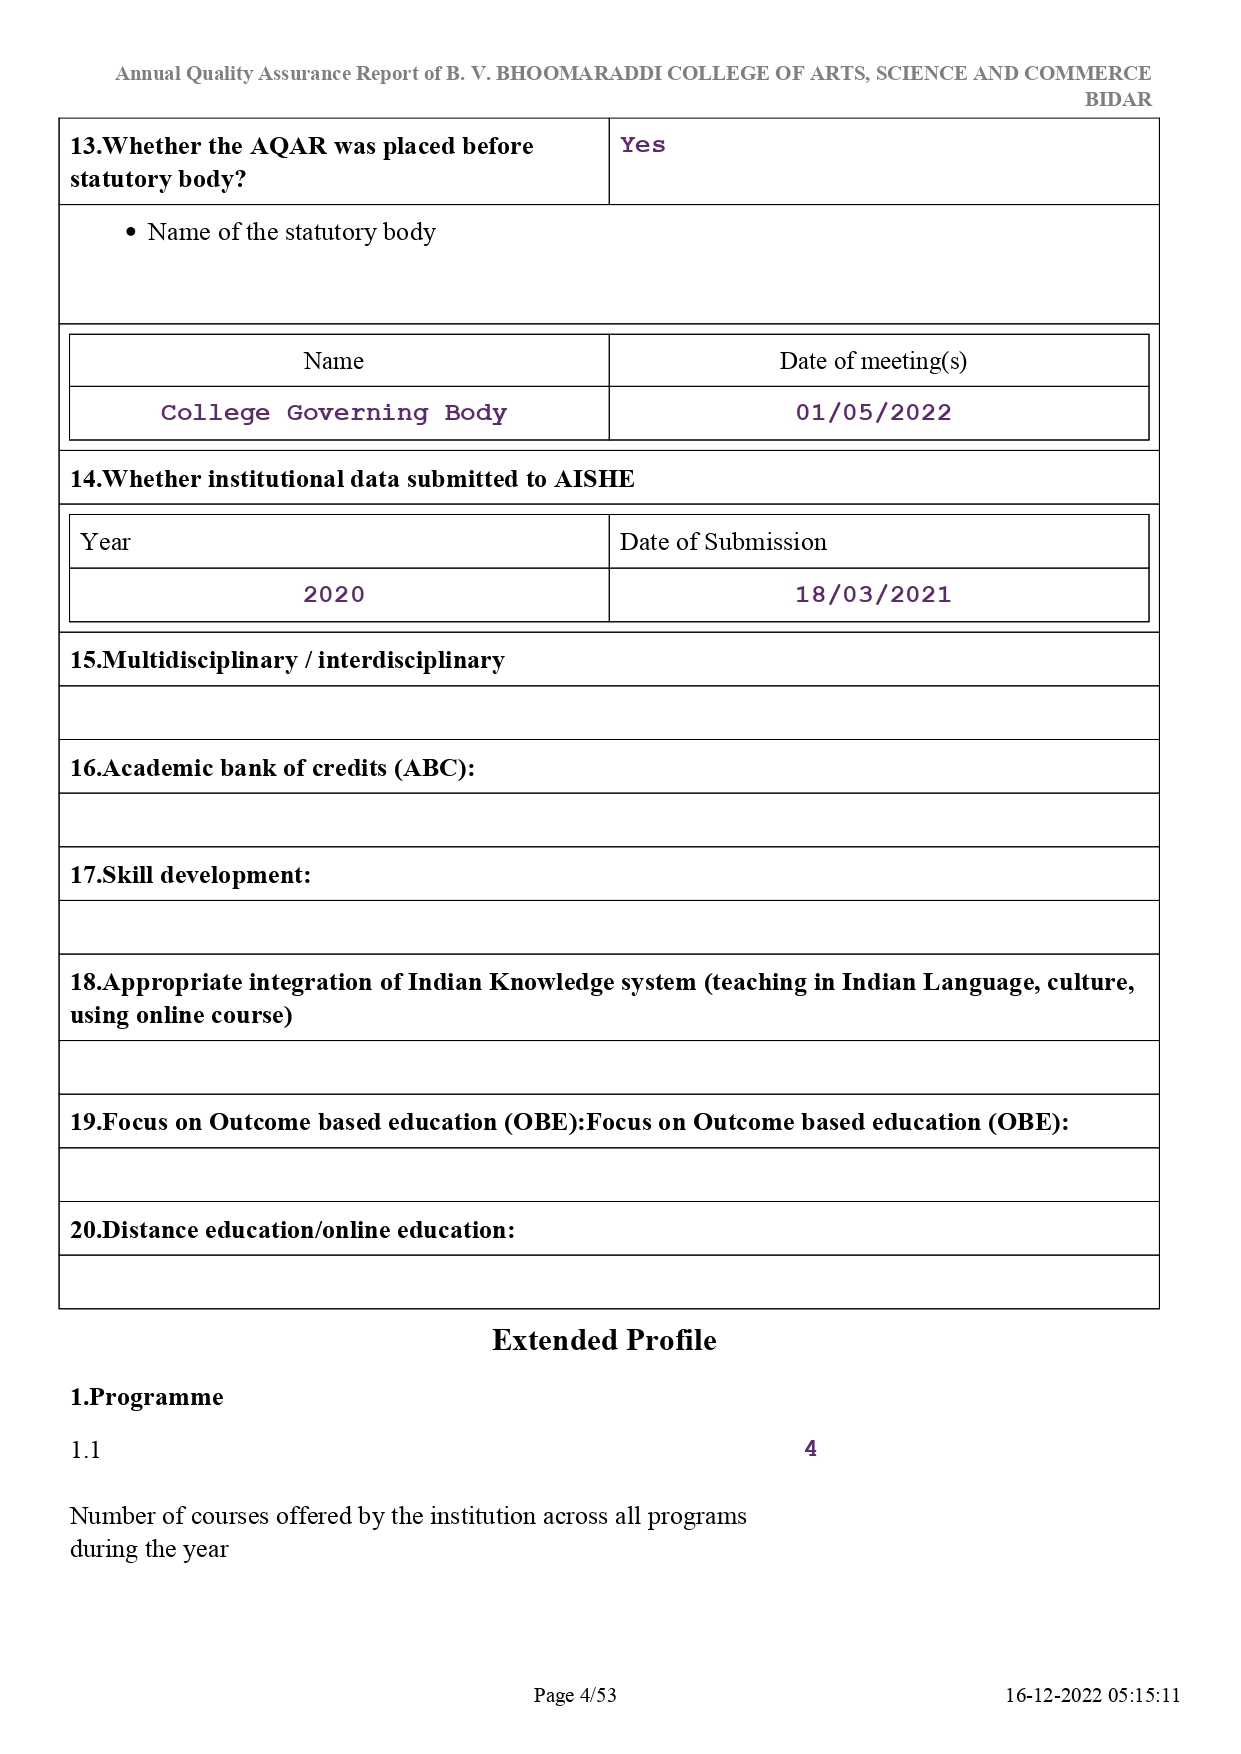 Annual Quality Assurance Report of B. V. BHOOMARADDI COLLEGE OF ARTS, SCIENCE AND COMMERCE
BIDAR
13.Whether the AQAR was placed before
statutory body?
Yes
• Name of the statutory body
Name
Date of meeting(s)
College Governing Body
01/05/2022
14.Whether institutional data submitted to AISHE
Year
Date of Submission
2020
18/03/2021
15.Multidisciplinary / interdisciplinary
16.Academic bank of credits (ABC):
17.Skill development:
18.Appropriate integration of Indian Knowledge system (teaching in Indian Language, culture,
using online course)
19.Focus on Outcome based education (OBE):Focus on Outcome based education (OBE):
20.Distance education/online education:
Extended Profile
1.Programme
1.1
4
Number of courses offered by the institution across all programs
during the year
Page 4/53
16-12-2022 05:15:11